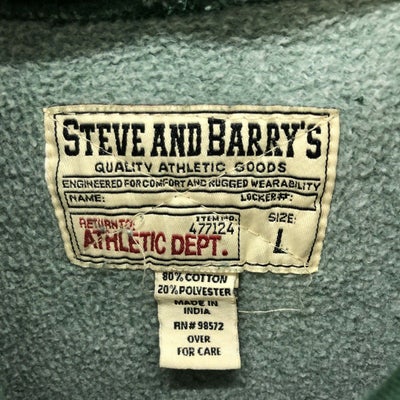 STEVE AND BARRY'S
QUALITY ATHLETIC GOODS
ENGINEERED FOR COMFORT AND RUGGED WEARABILITY
NAME: LOCKER#:
RETURN TO: ITEM NO. SIZE:
ATHLETIC DEPT. 477124 L
80% COTTON
20% POLYESTER
MADE IN
INDIA
RN# 98572
OVER
FOR CARE